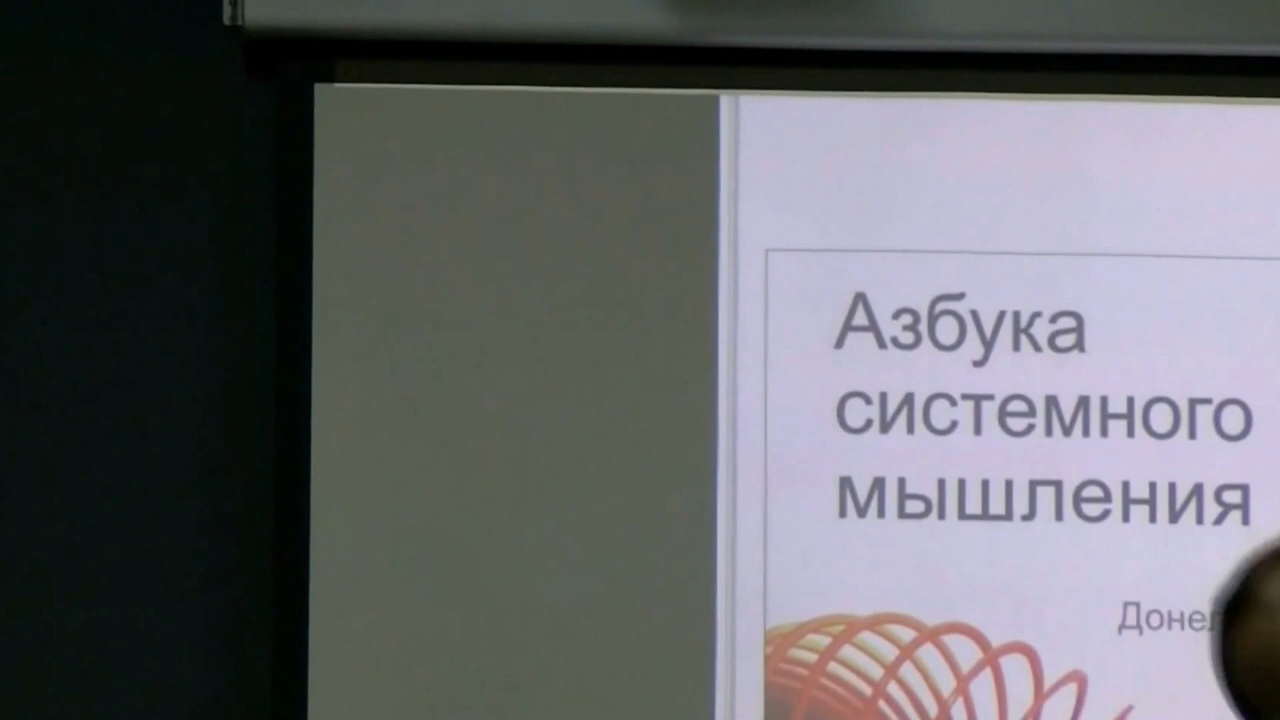 Азбука
системного
мышления